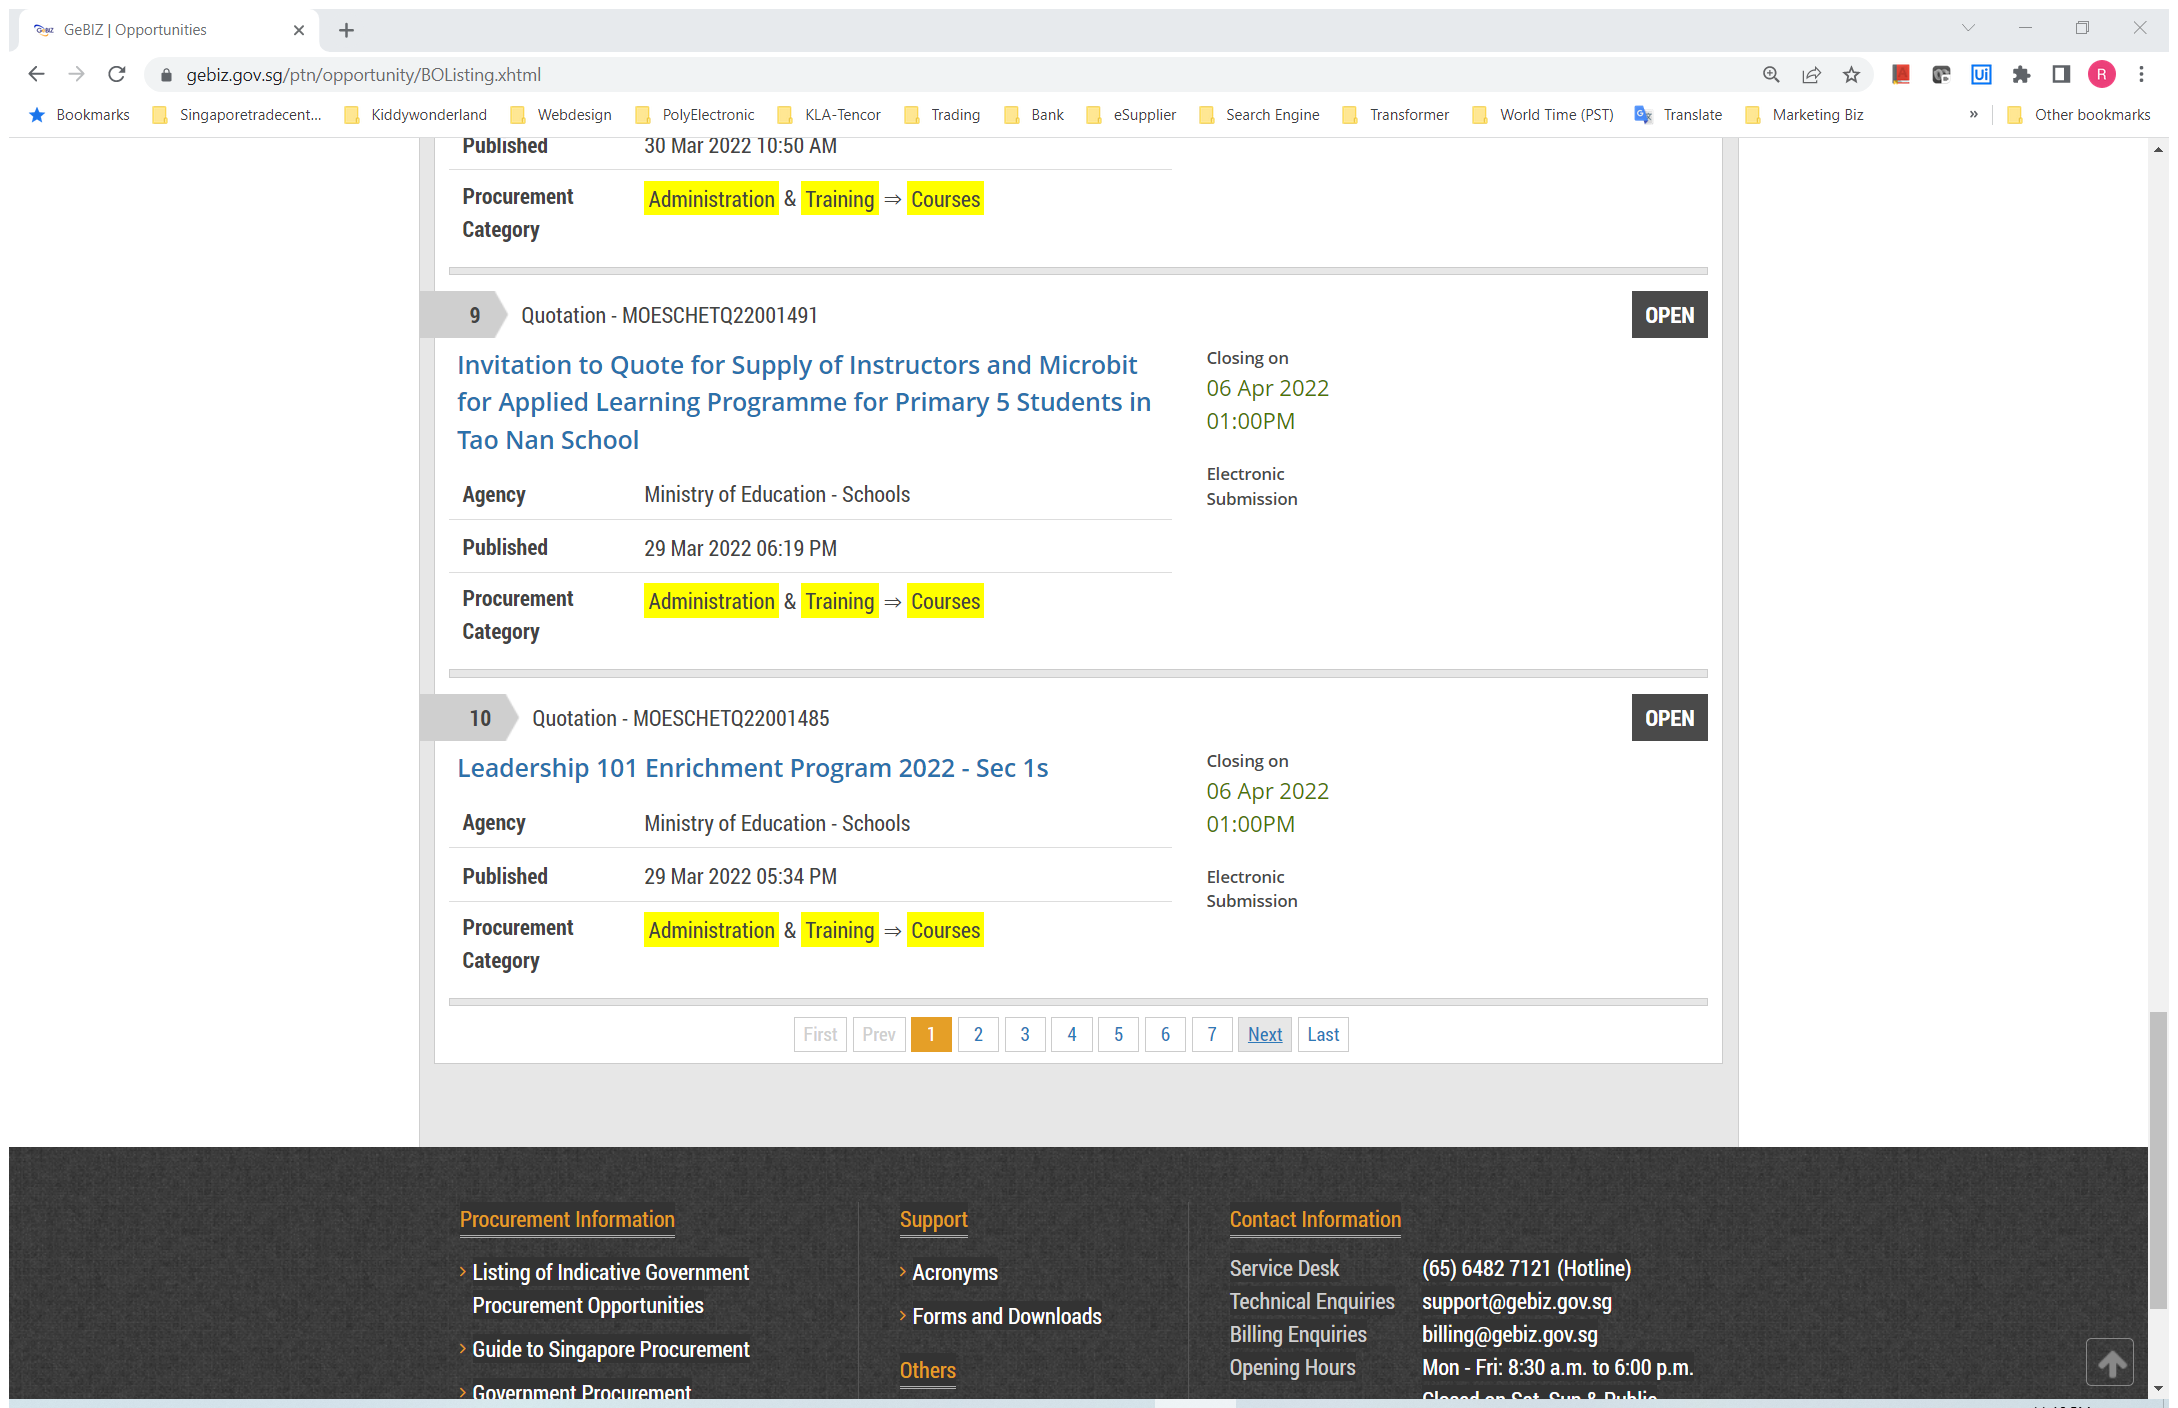 GeBIZ | Opportunities
gebiz.gov.sg/ptn/opportunity/BOListing.xhtml
R
Bookmarks Singaporetradecent... Kiddywonderland Webdesign PolyElectronic KLA-Tencor Trading Bank eSupplier Search Engine Transformer World Time (PST) Translate Marketing Biz » Other bookmarks
Published 30 Mar 2022 10:50 AM
Procurement Category Administration & Training ⇒ Courses
9 Quotation - MOESCHETQ22001491 OPEN
Invitation to Quote for Supply of Instructors and Microbit
for Applied Learning Programme for Primary 5 Students in
Tao Nan School
Closing on
06 Apr 2022
01:00PM
Electronic
Submission
Agency Ministry of Education - Schools
Published 29 Mar 2022 06:19 PM
Procurement Category Administration & Training ⇒ Courses
10 Quotation - MOESCHETQ22001485 OPEN
Leadership 101 Enrichment Program 2022 - Sec 1s
Closing on
06 Apr 2022
01:00PM
Electronic
Submission
Agency Ministry of Education - Schools
Published 29 Mar 2022 05:34 PM
Procurement Category Administration & Training ⇒ Courses
First Prev 1 2 3 4 5 6 7 Next Last
Procurement Information
Listing of Indicative Government
Procurement Opportunities
Guide to Singapore Procurement
Government Procurement
Support
Acronyms
Forms and Downloads
Others
Contact Information
Service Desk (65) 6482 7121 (Hotline)
Technical Enquiries support@gebiz.gov.sg
Billing Enquiries billing@gebiz.gov.sg
Opening Hours Mon - Fri: 8:30 a.m. to 6:00 p.m.
Closed on Sat, Sun & Public